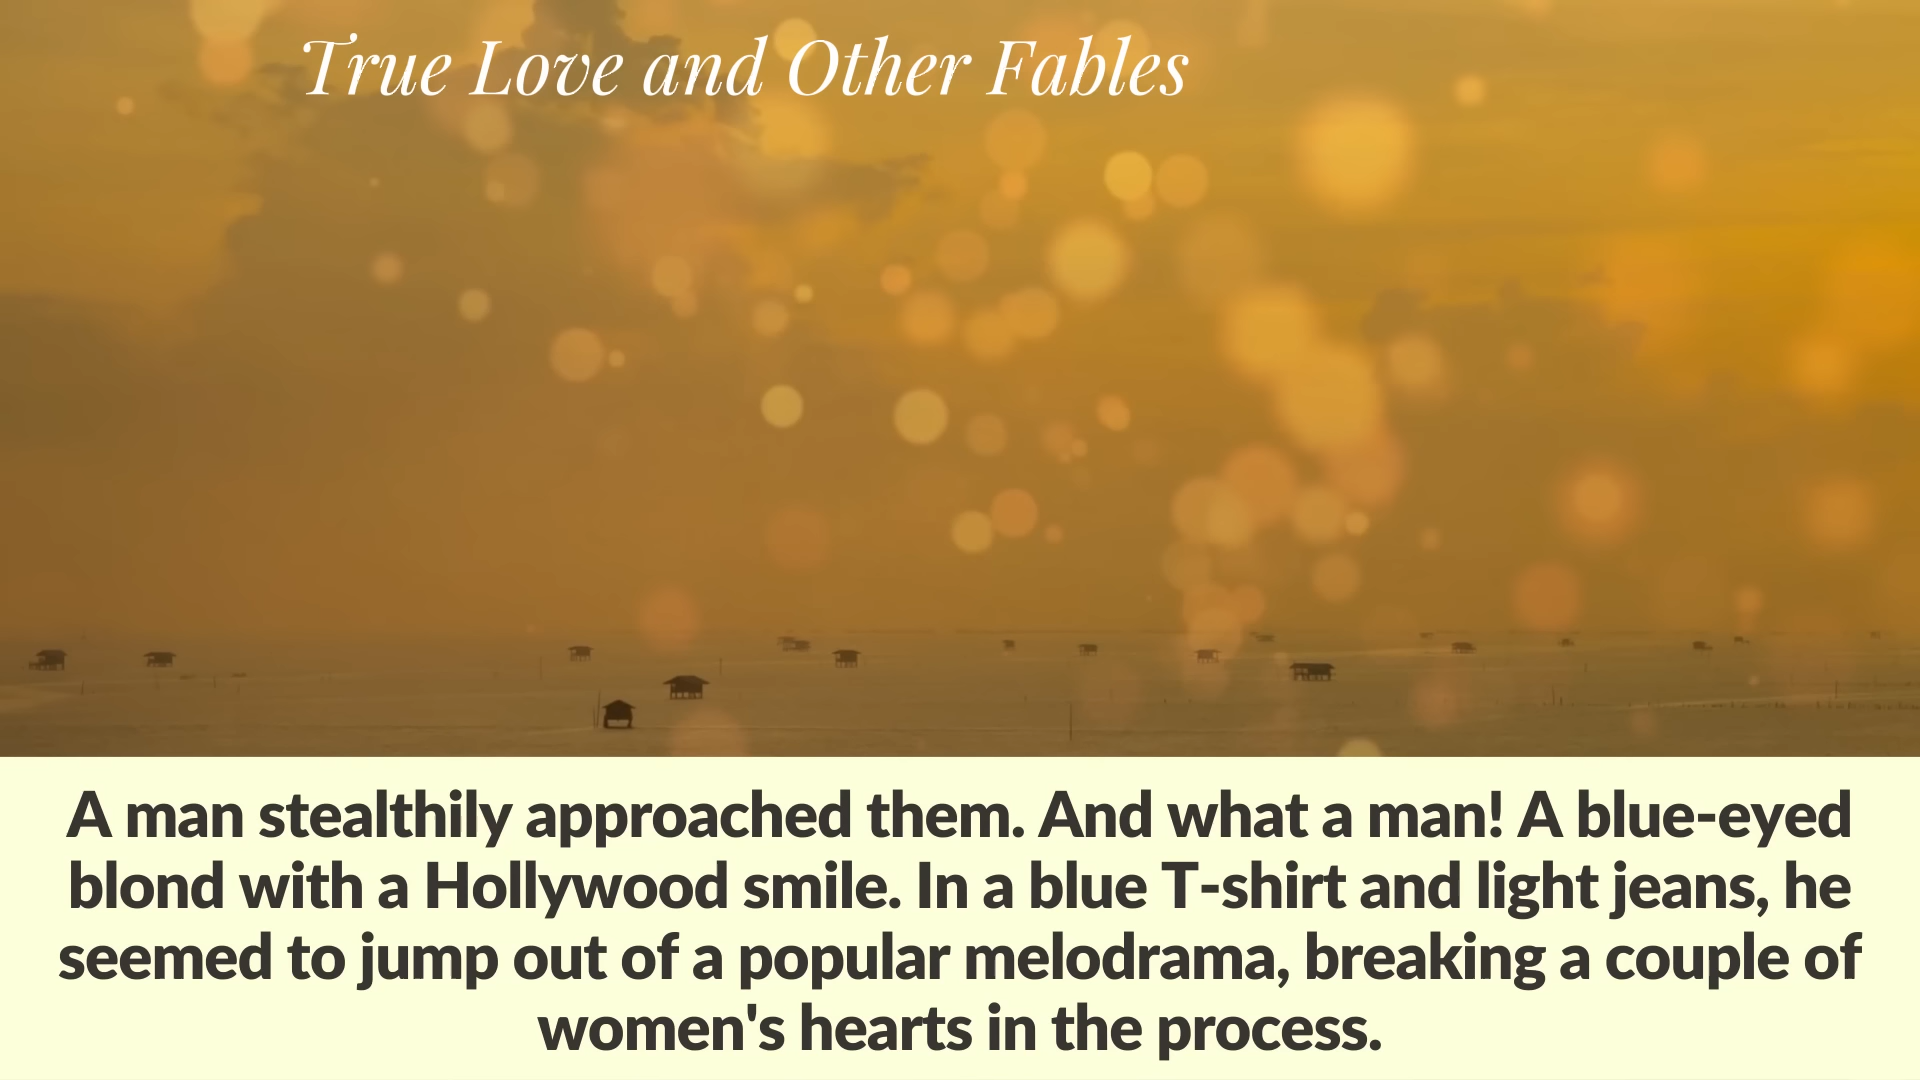 True Love and Other Fables
A man stealthily approached them. And what a man! A blue-eyed
blond with a Hollywood smile. In a blue T-shirt and light jeans, he
seemed to jump out of a popular melodrama, breaking a couple of
women's hearts in the process.